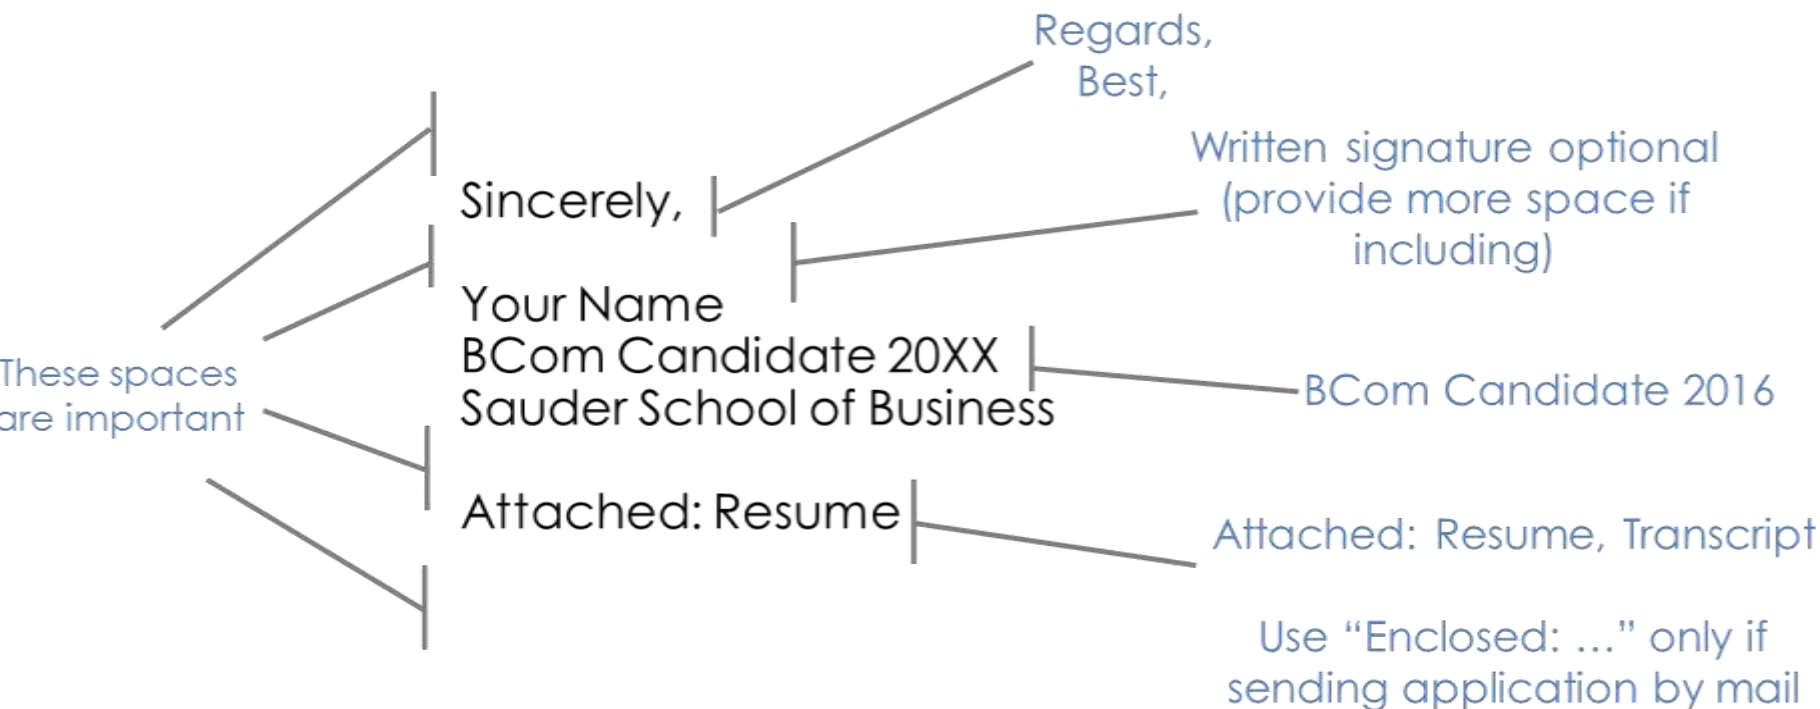 Regards,
Best,
Written signature optional
(provide more space if
including)
Sincerely,
Your Name
BCom Candidate 20XX
Sauder School of Business
These spaces
are important
BCom Candidate 2016
Attached: Resume
Attached: Resume, Transcript
Use “Enclosed: ...” only if
sending application by mail